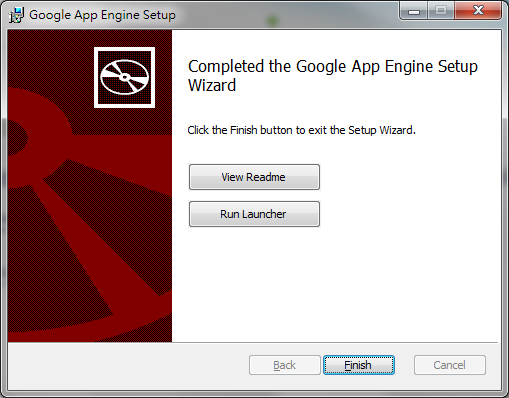 Google App Engine Setup
Completed the Google App Engine Setup
Wizard
Click the Finish button to exit the Setup Wizard.
View Readme
Run Launcher
Back
Finish
Cancel